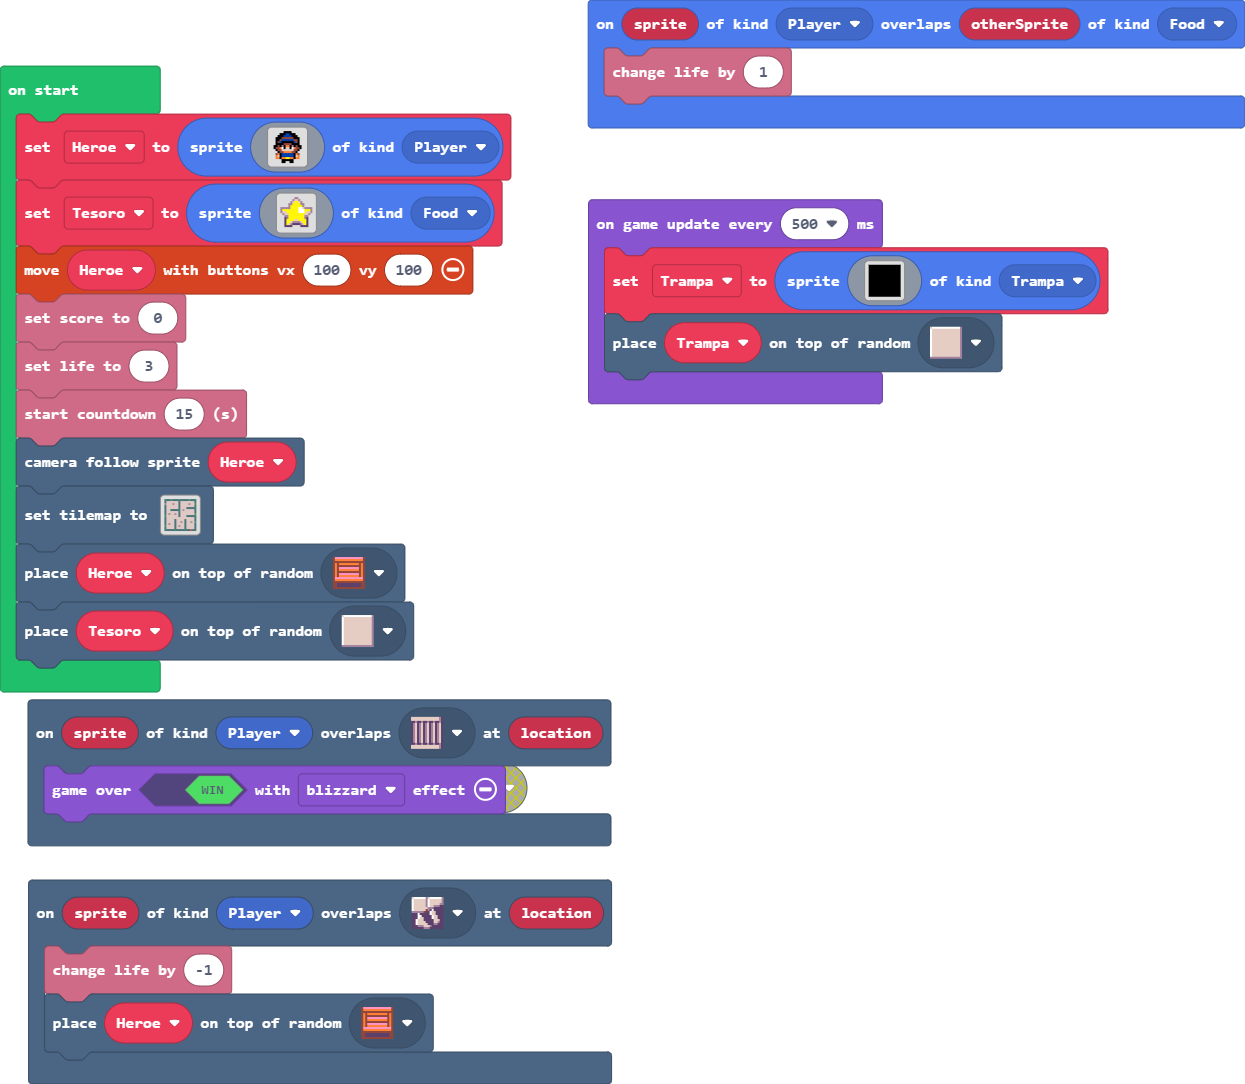 on start
set Heroe to sprite of kind Player
set Tesoro to sprite of kind Food
move Heroe with buttons vx 100 vy 100
set score to 0
set life to 3
start countdown 15 (s)
camera follow sprite Heroe
set tilemap to
place Heroe on top of random
place Tesoro on top of random
on sprite of kind Player overlaps at location
game over WIN with blizzard effect
on sprite of kind Player overlaps at location
change life by -1
place Heroe on top of random
on sprite of kind Player overlaps otherSprite of kind Food
change life by 1
on game update every 500 ms
set Trampa to sprite of kind Trampa
place Trampa on top of random